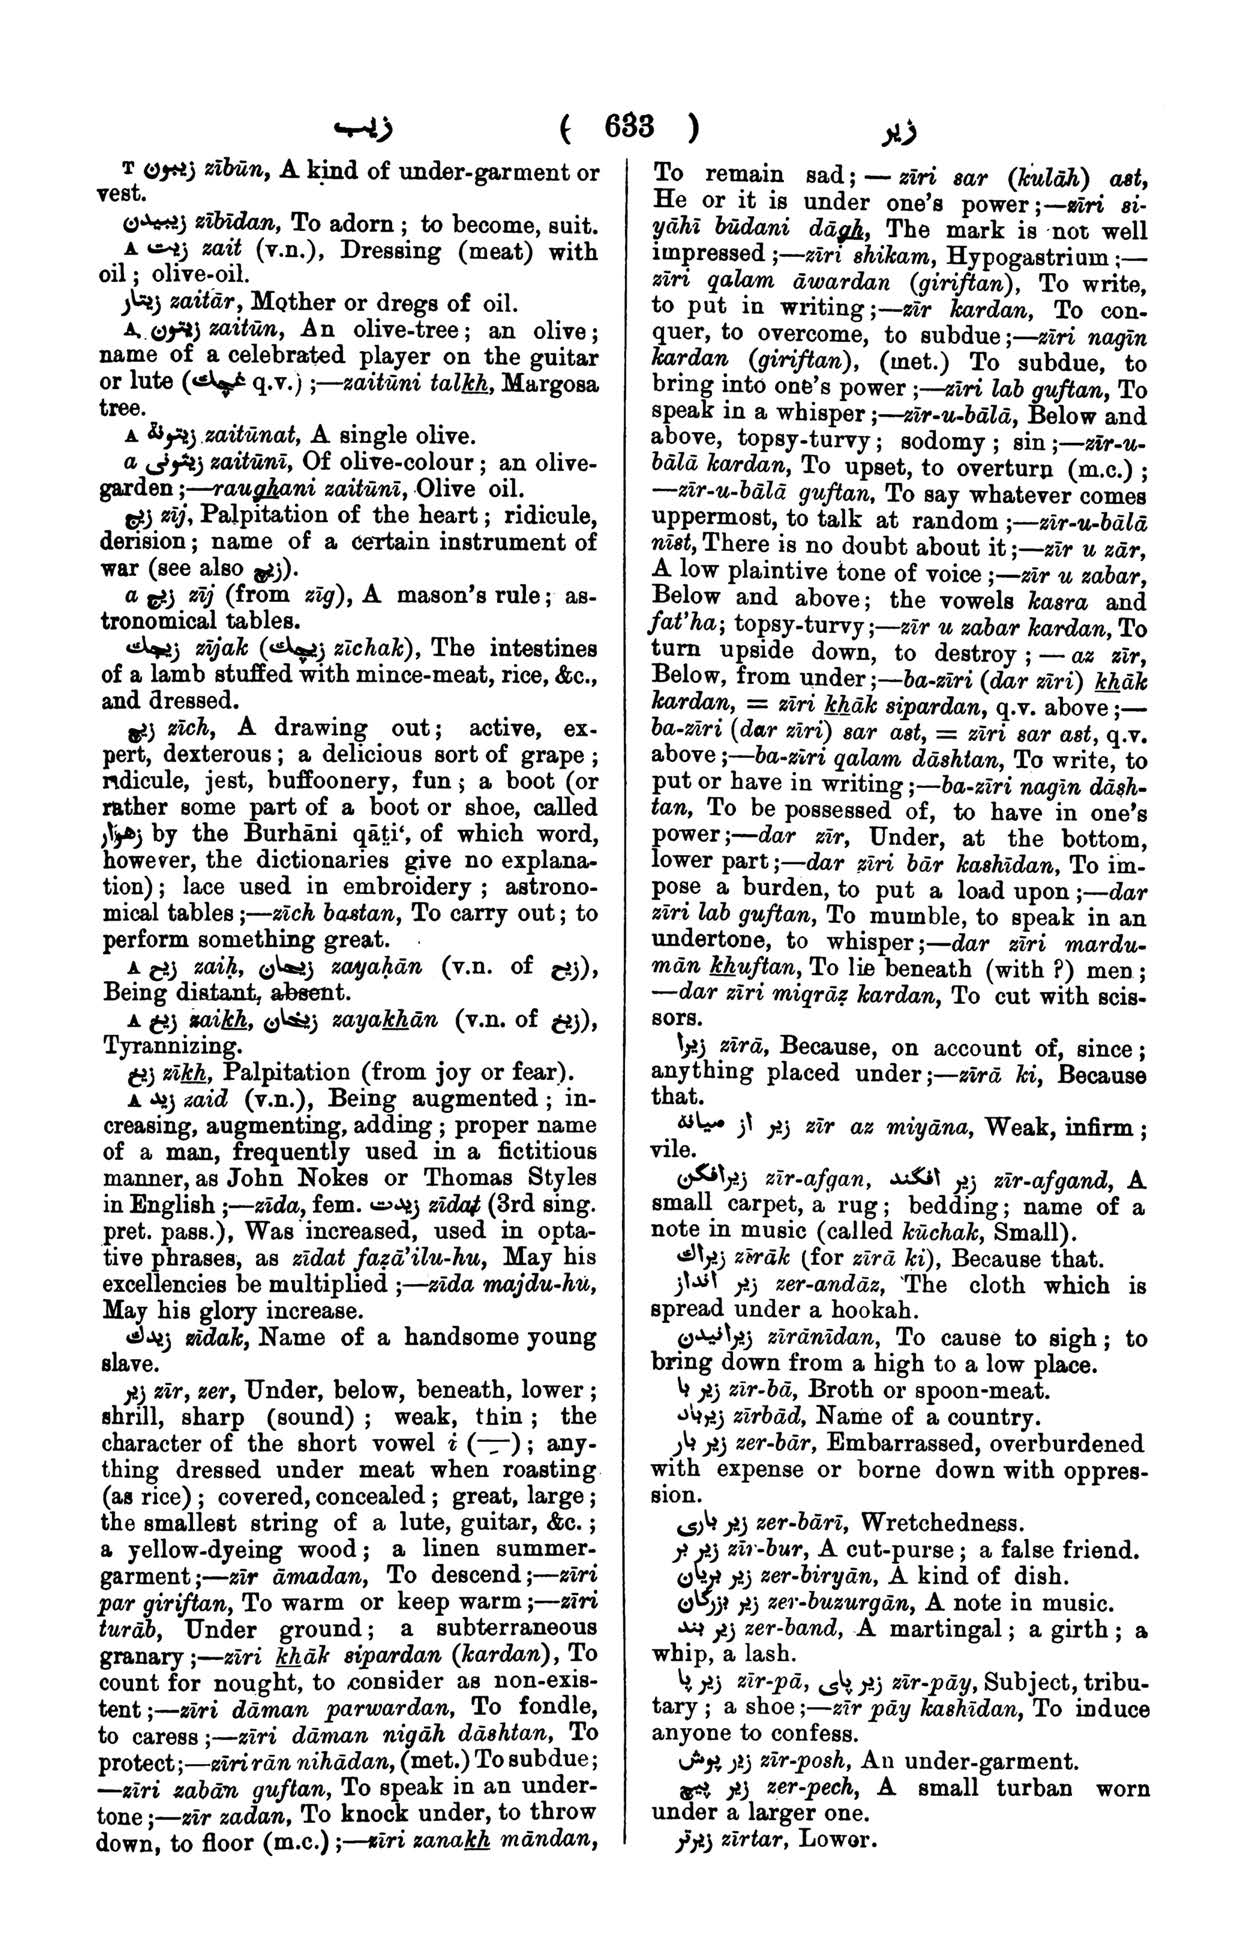 زيب ( 633 ) زير
T زيبون zībūn, A kind of under-garment or
vest.
زيبيدن zībīdan, To adorn; to become, suit.
A زيت zait (v.n.), Dressing (meat) with
oil; olive-oil.
زيتار zaitār, Mother or dregs of oil.
A زيتون zaitūn, An olive-tree; an olive;
name of a celebrated player on the guitar
or lute (غيچك q.v.);—zaitūni talkh, Margosa
tree.
A زيتونة zaitūnat, A single olive.
a زيتونى zaitūnī, Of olive-colour; an olive-
garden;—raughani zaitūnī, Olive oil.
زيج zīj, Palpitation of the heart; ridicule,
derision; name of a certain instrument of
war (see also زيچ).
a زيج zīj (from zīg), A mason's rule; as-
tronomical tables.
زيجك zījak (زيچك zīchak), The intestines
of a lamb stuffed with mince-meat, rice, &c.,
and dressed.
زيچ zīch, A drawing out; active, ex-
pert, dexterous; a delicious sort of grape;
ridicule, jest, buffoonery, fun; a boot (or
rather some part of a boot or shoe, called
زهوار by the Burhāni qāt̤i‘, of which word,
however, the dictionaries give no explana-
tion); lace used in embroidery; astrono-
mical tables;—zīch bastan, To carry out; to
perform something great.
A زيح zaiḥ, زيحان zayaḥān (v.n. of زيح),
Being distant, absent.
A زيخ zaikh, زيخان zayakhān (v.n. of زيخ),
Tyrannizing.
زيخ zīkh, Palpitation (from joy or fear).
A زيد zaid (v.n.), Being augmented; in-
creasing, augmenting, adding; proper name
of a man, frequently used in a fictitious
manner, as John Nokes or Thomas Styles
in English;—zīda, fem. زيدت zīdat (3rd sing.
pret. pass.), Was increased, used in opta-
tive phrases, as zīdat faẓā'ilu-hu, May his
excellencies be multiplied;—zīda majdu-hu,
May his glory increase.
زيدك zīdak, Name of a handsome young
slave.
زير zīr, zer, Under, below, beneath, lower;
shrill, sharp (sound); weak, thin; the
character of the short vowel i (—ِ); any-
thing dressed under meat when roasting
(as rice); covered, concealed; great, large;
the smallest string of a lute, guitar, &c.;
a yellow-dyeing wood; a linen summer-
garment;—zīr āmadan, To descend;—zīri
par giriftan, To warm or keep warm;—zīri
turāb, Under ground; a subterraneous
granary;—zīri khāk sipardan (kardan), To
count for nought, to consider as non-exis-
tent;—zīri dāman parwardan, To fondle,
to caress;—zīri dāman nigāh dāshtan, To
protect;—zīri rān nihādan, (met.) To subdue;
—zīri zabān guftan, To speak in an under-
tone;—zīr zadan, To knock under, to throw
down, to floor (m.c.);—zīri zanakh māndan,
To remain sad;—zīri sar (kulāh) ast,
He or it is under one's power;—zīri si-
yāhī būdani dāgh, The mark is not well
impressed;—zīri shikam, Hypogastrium;—
zīri qalam āwardan (giriftan), To write,
to put in writing;—zīr kardan, To con-
quer, to overcome, to subdue;—zīri nagīn
kardan (giriftan), (met.) To subdue, to
bring into one's power;—zīri lab guftan, To
speak in a whisper;—zīr-u-bālā, Below and
above, topsy-turvy; sodomy; sin;—zīr-u-
bālā kardan, To upset, to overturn (m.c.);
—zīr-u-bālā guftan, To say whatever comes
uppermost, to talk at random;—zīr-u-bālā
nīst, There is no doubt about it;—zīr u zār,
A low plaintive tone of voice;—zīr u zabar,
Below and above; the vowels kasra and
fat'ha; topsy-turvy;—zīr u zabar kardan, To
turn upside down, to destroy;—az zīr,
Below, from under;—ba-zīri (dar zīri) khāk
kardan, = zīri khāk sipardan, q.v. above;—
ba-zīri (dar zīri) sar ast, = zīri sar ast, q.v.
above;—ba-zīri qalam dāshtan, To write, to
put or have in writing;—ba-zīri nagīn dāsh-
tan, To be possessed of, to have in one's
power;—dar zīr, Under, at the bottom,
lower part;—dar zīri bār kashīdan, To im-
pose a burden, to put a load upon;—dar
zīri lab guftan, To mumble, to speak in an
undertone, to whisper;—dar zīri mardu-
mān khuftan, To lie beneath (with ?) men;
—dar zīri miqrāẓ kardan, To cut with scis-
sors.
زيرا zīrā, Because, on account of, since;
anything placed under;—zīrā ki, Because
that.
زير از ميانه zīr az miyāna, Weak, infirm;
vile.
زيرافكن zīr-afgan, زير افكند zīr-afgand, A
small carpet, a rug; bedding; name of a
note in music (called kūchak, Small).
زيراك zīrāk (for zīrā ki), Because that.
زير انداز zer-andāz, The cloth which is
spread under a hookah.
زيرانيدن zīrānīdan, To cause to sigh; to
bring down from a high to a low place.
زير با zīr-bā, Broth or spoon-meat.
زيرباد zīrbād, Name of a country.
زير بار zer-bār, Embarrassed, overburdened
with expense or borne down with oppres-
sion.
زير بارى zer-bārī, Wretchedness.
زير بر zīr-bur, A cut-purse; a false friend.
زير بريان zer-biryān, A kind of dish.
زير بزرگان zer-buzurgān, A note in music.
زير بند zer-band, A martingal; a girth; a
whip, a lash.
زير پا zīr-pā, زير پاى zīr-pāy, Subject, tribu-
tary; a shoe;—zīr pāy kashīdan, To induce
anyone to confess.
زير پوش zīr-posh, An under-garment.
زير پيچ zer-pech, A small turban worn
under a larger one.
زيرتر zīrtar, Lower.